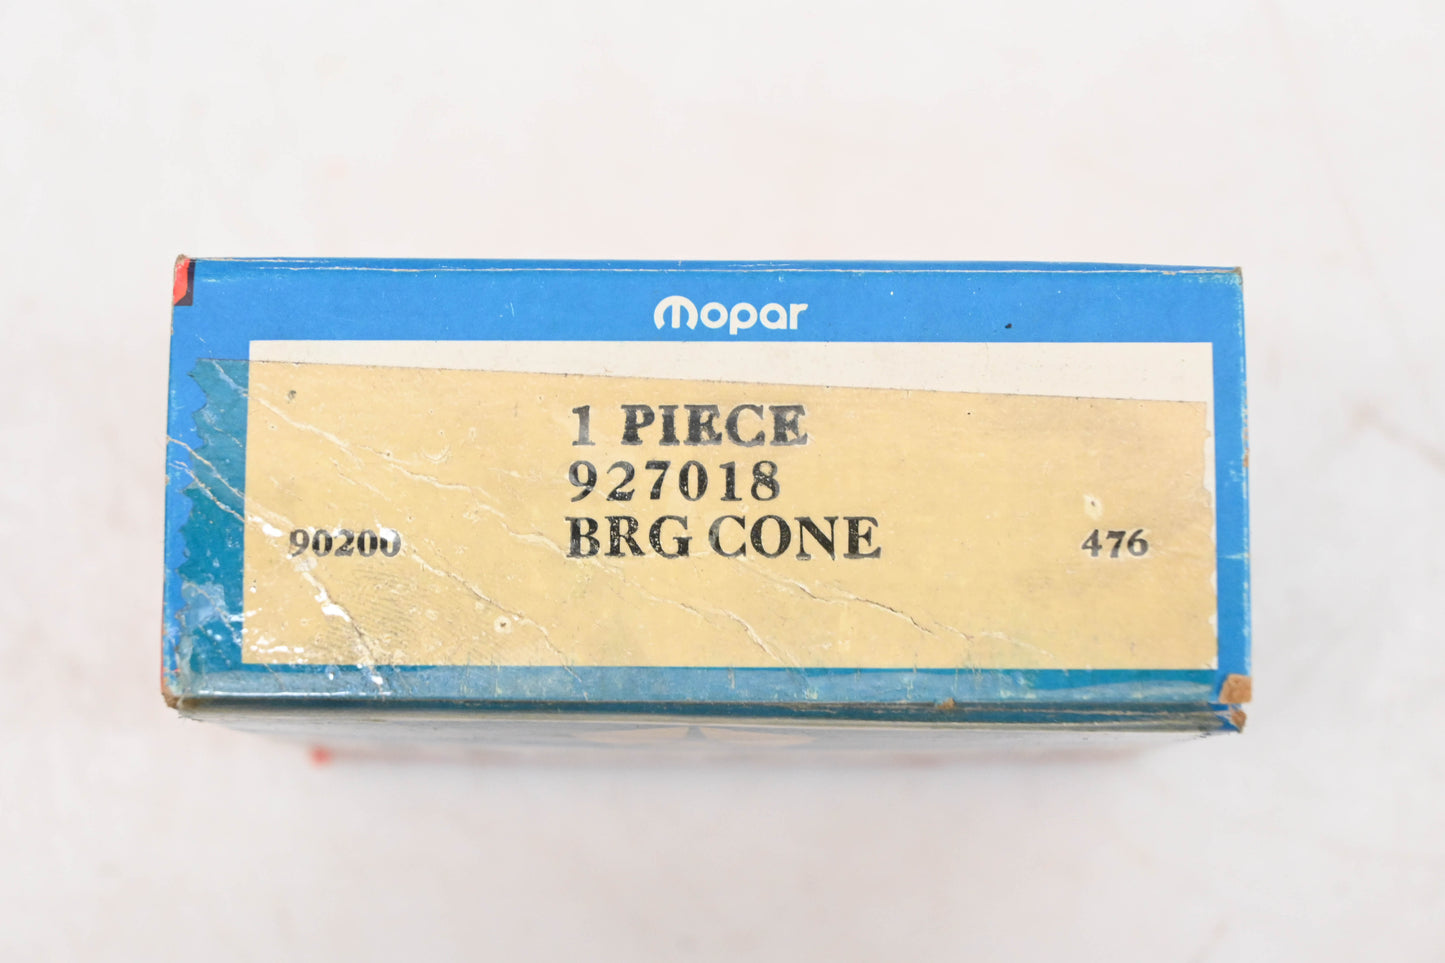 mopar
1 PIECE
927018
90200 BRG CONE 476